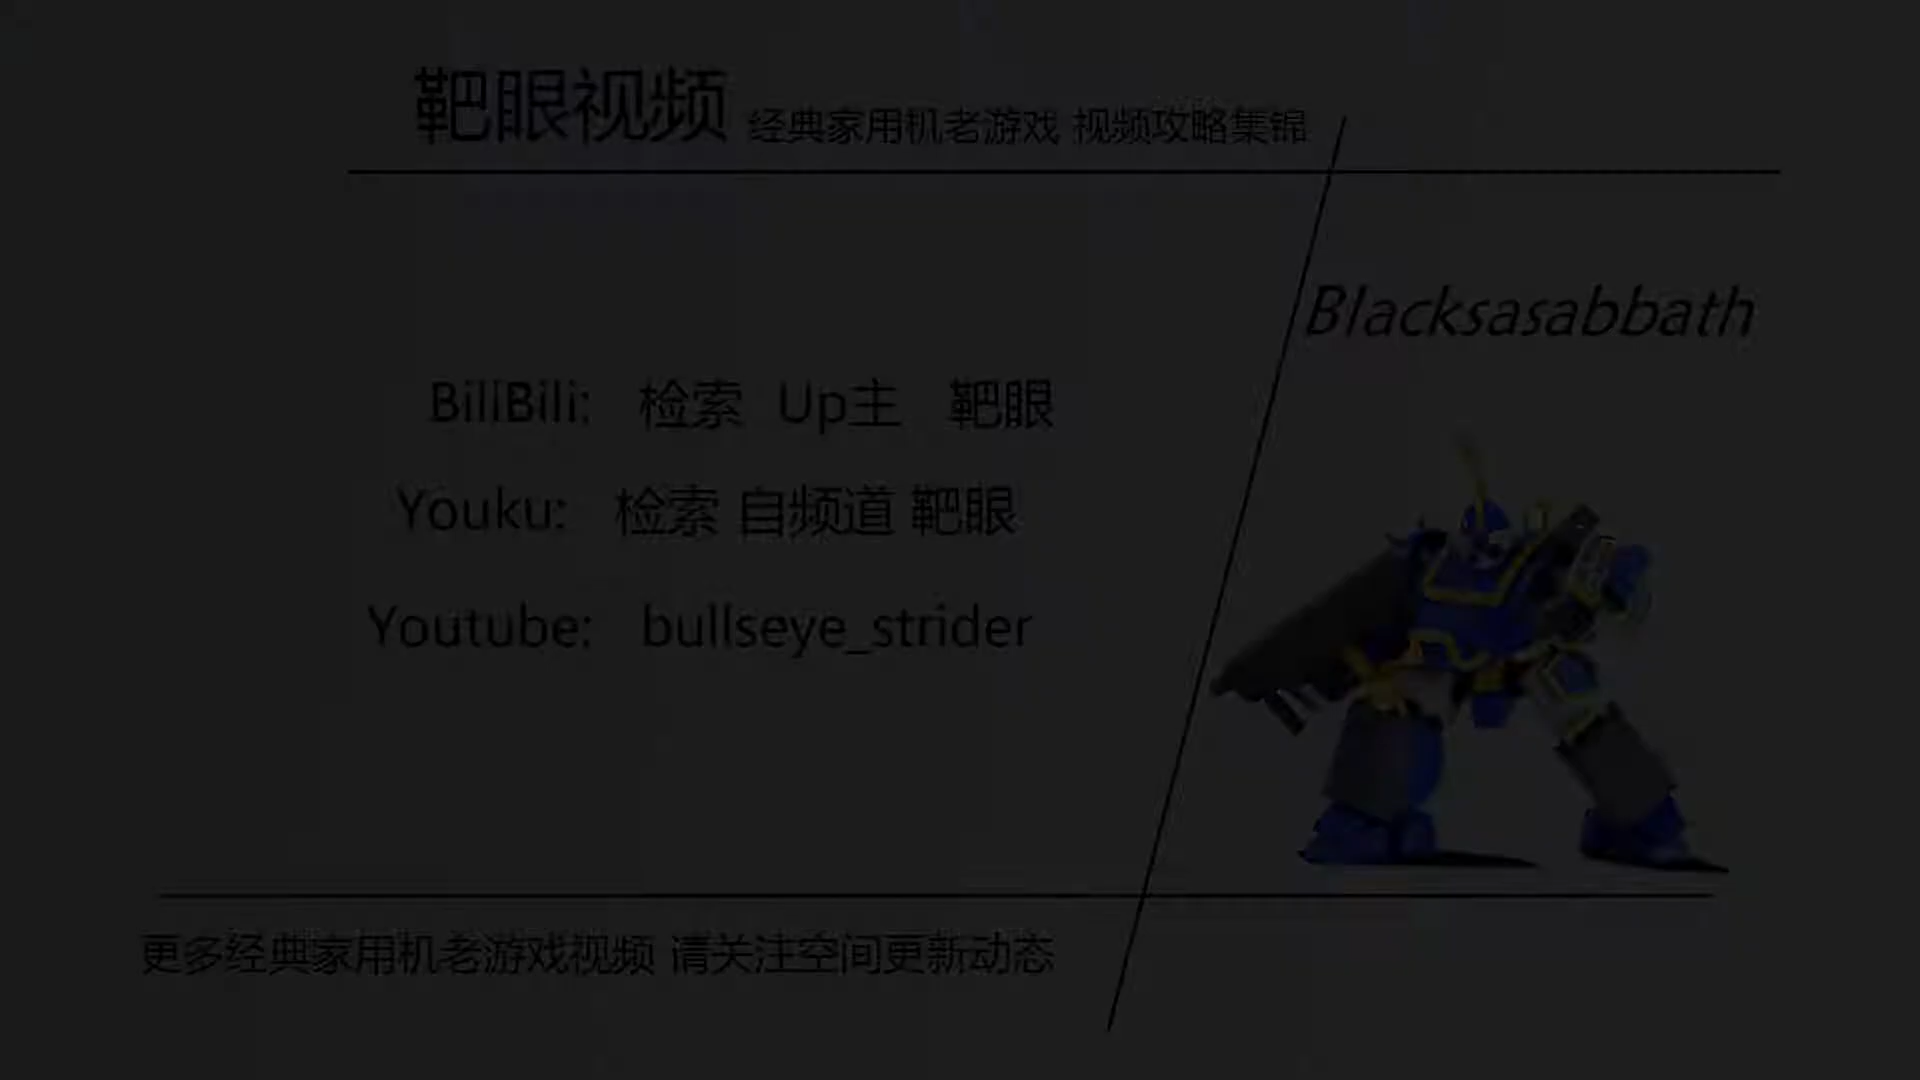 靶眼视频 经典家用机老游戏 视频攻略集锦
Blacksasabbath
BiliBili: 检索 Up主 靶眼
Youku: 检索 自频道 靶眼
Youtube: bullseye_strider
更多经典家用机老游戏视频 请关注空间更新动态